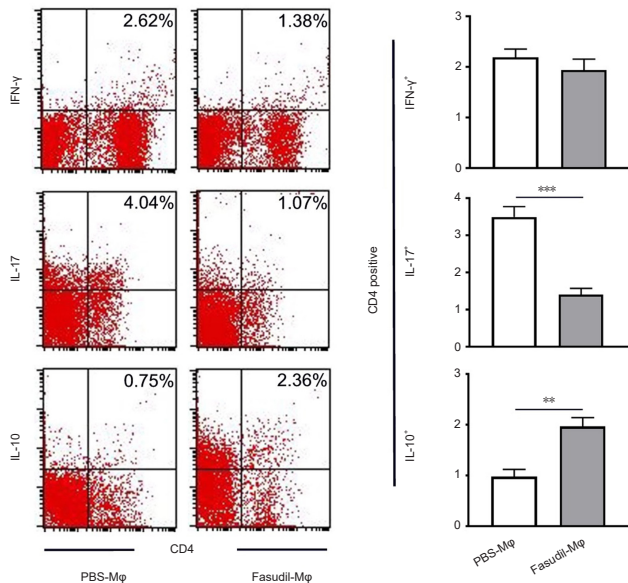 2.62%
1.38%
IFN-γ
4.04%
1.07%
IL-17
0.75%
2.36%
IL-10
CD4
PBS-Mφ
Fasudil-Mφ
CD4 positive
3
2
1
0
IFN-γ⁺
4
3
2
1
0
IL-17⁺
***
3
2
1
0
IL-10⁺
**
PBS-Mφ
Fasudil-Mφ